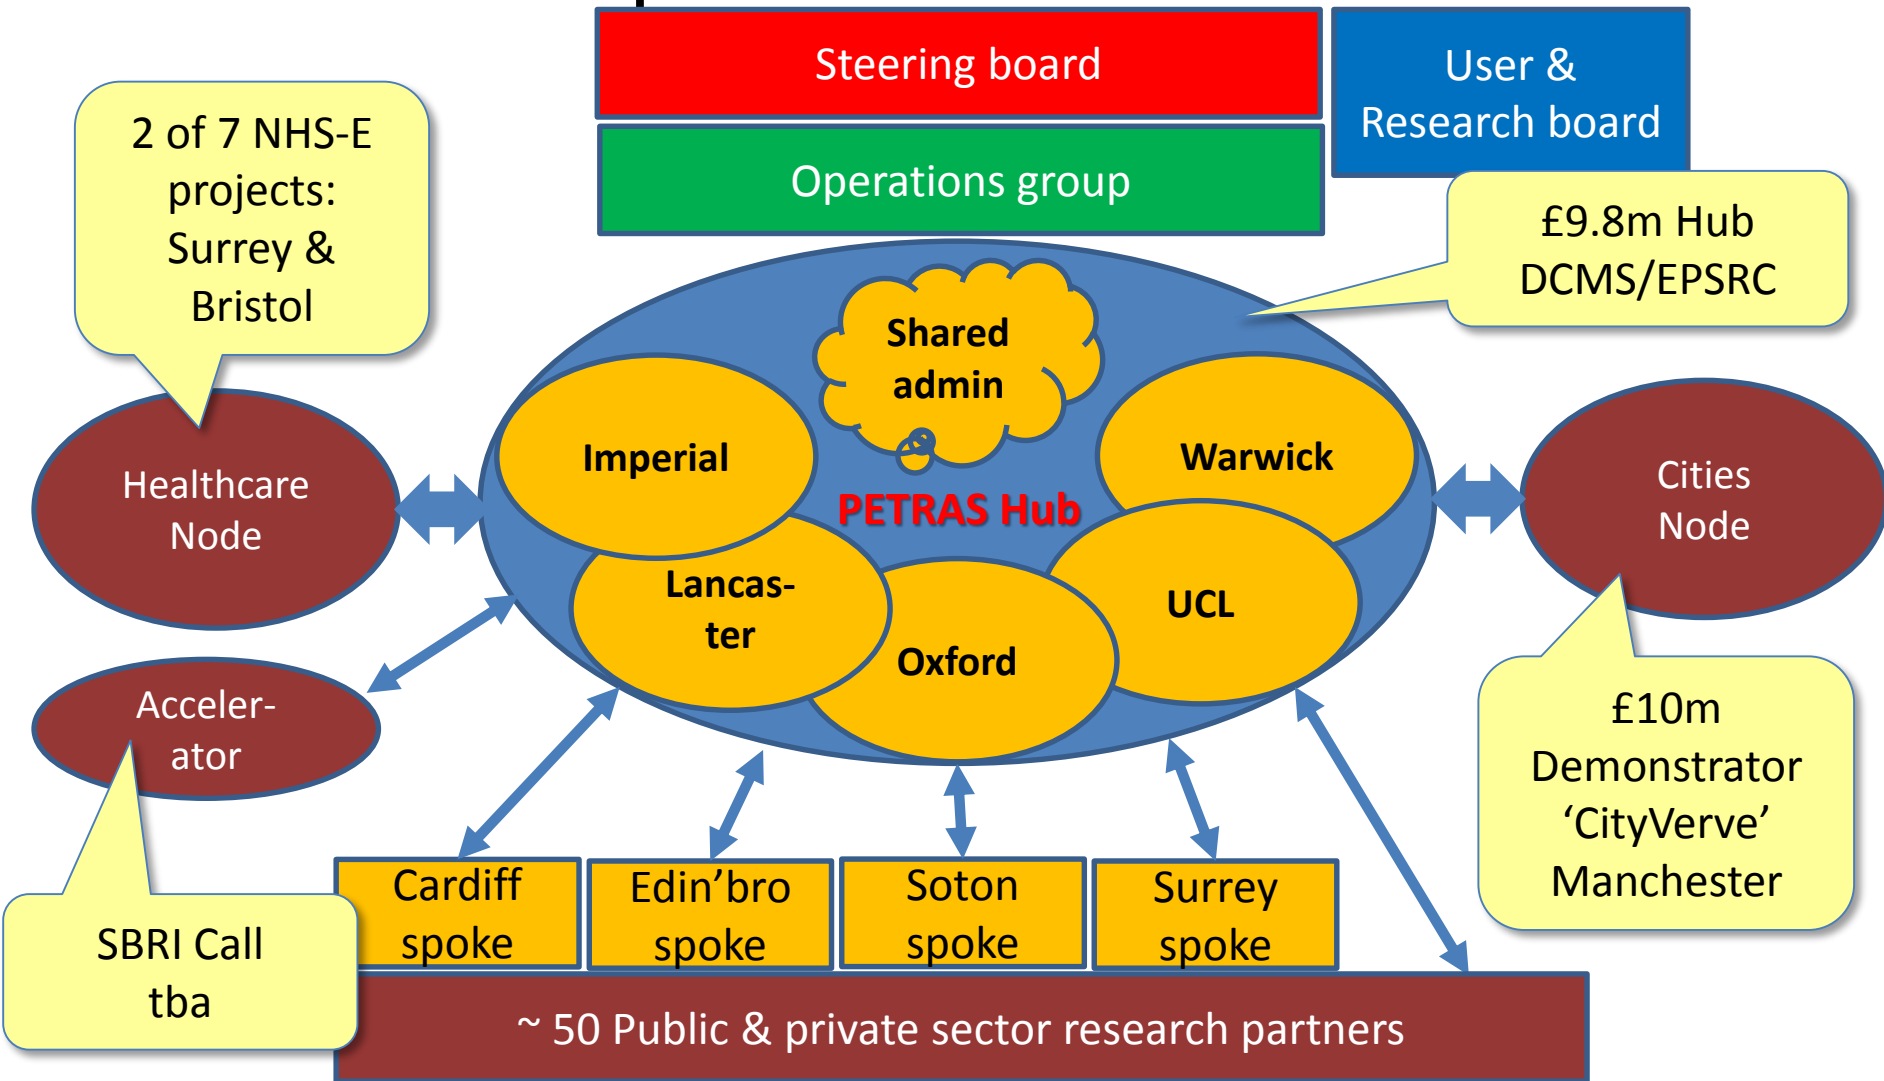 Steering board
User &
Research board
Operations group
2 of 7 NHS-E
projects:
Surrey &
Bristol
£9.8m Hub
DCMS/EPSRC
Shared
admin
Imperial
Warwick
PETRAS Hub
Healthcare
Node
Cities
Node
Lancas-
ter
UCL
Oxford
Acceler-
ator
£10m
Demonstrator
‘CityVerve’
Manchester
Cardiff
spoke
Edin’bro
spoke
Soton
spoke
Surrey
spoke
SBRI Call
tba
~ 50 Public & private sector research partners